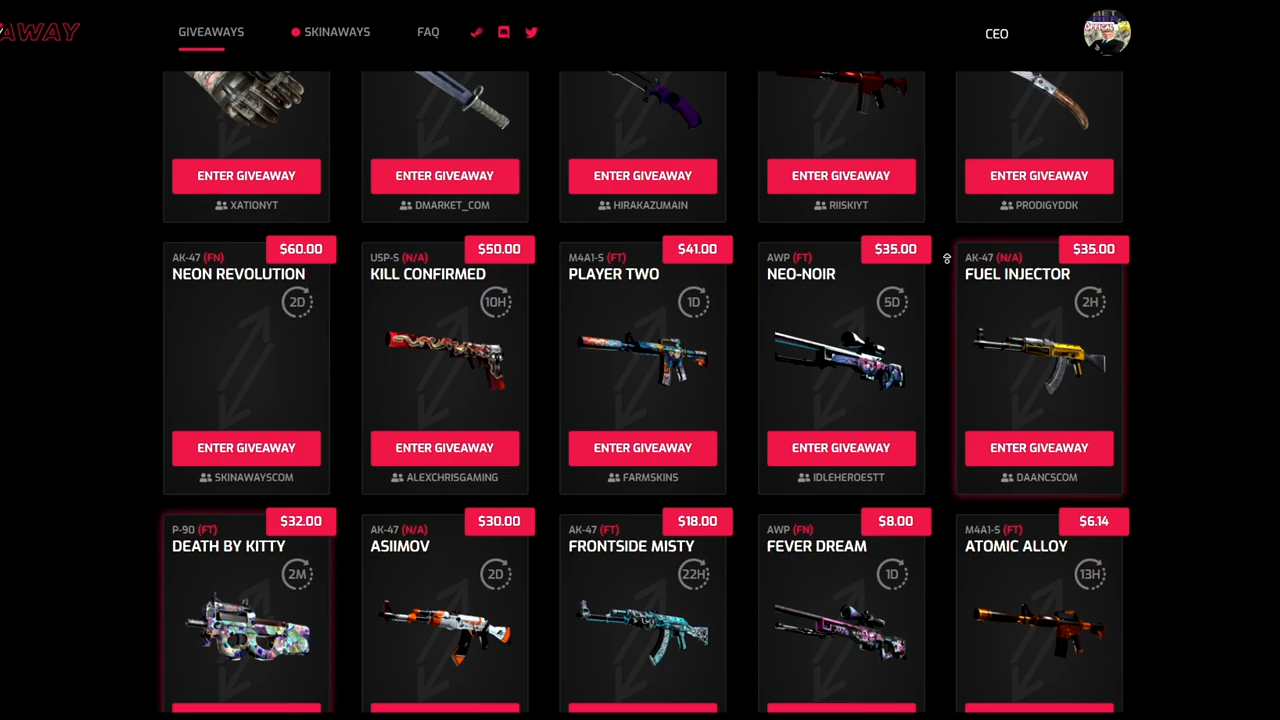 AWAY
GIVEAWAYS
SKINAWAYS
FAQ
CEO
ENTER GIVEAWAY
ENTER GIVEAWAY
ENTER GIVEAWAY
ENTER GIVEAWAY
ENTER GIVEAWAY
XATIONYT
DMARKET_COM
HIRAKAZUMAIN
RIISKIYT
PRODIGYDDK
$60.00
AK-47 (FN)
NEON REVOLUTION
2D
ENTER GIVEAWAY
SKINAWAYSCOM
$50.00
USP-S (N/A)
KILL CONFIRMED
10H
ENTER GIVEAWAY
ALEXCHRISGAMING
$41.00
M4A1-S (FT)
PLAYER TWO
1D
ENTER GIVEAWAY
FARMSKINS
$35.00
AWP (FT)
NEO-NOIR
5D
ENTER GIVEAWAY
IDLEHEROESTT
$35.00
AK-47 (N/A)
FUEL INJECTOR
2H
ENTER GIVEAWAY
DAANCSCOM
$32.00
P-90 (FT)
DEATH BY KITTY
2M
$30.00
AK-47 (N/A)
ASIIMOV
2D
$18.00
AK-47 (FT)
FRONTSIDE MISTY
22H
$8.00
AWP (FN)
FEVER DREAM
1D
$6.14
M4A1-S (FT)
ATOMIC ALLOY
13H